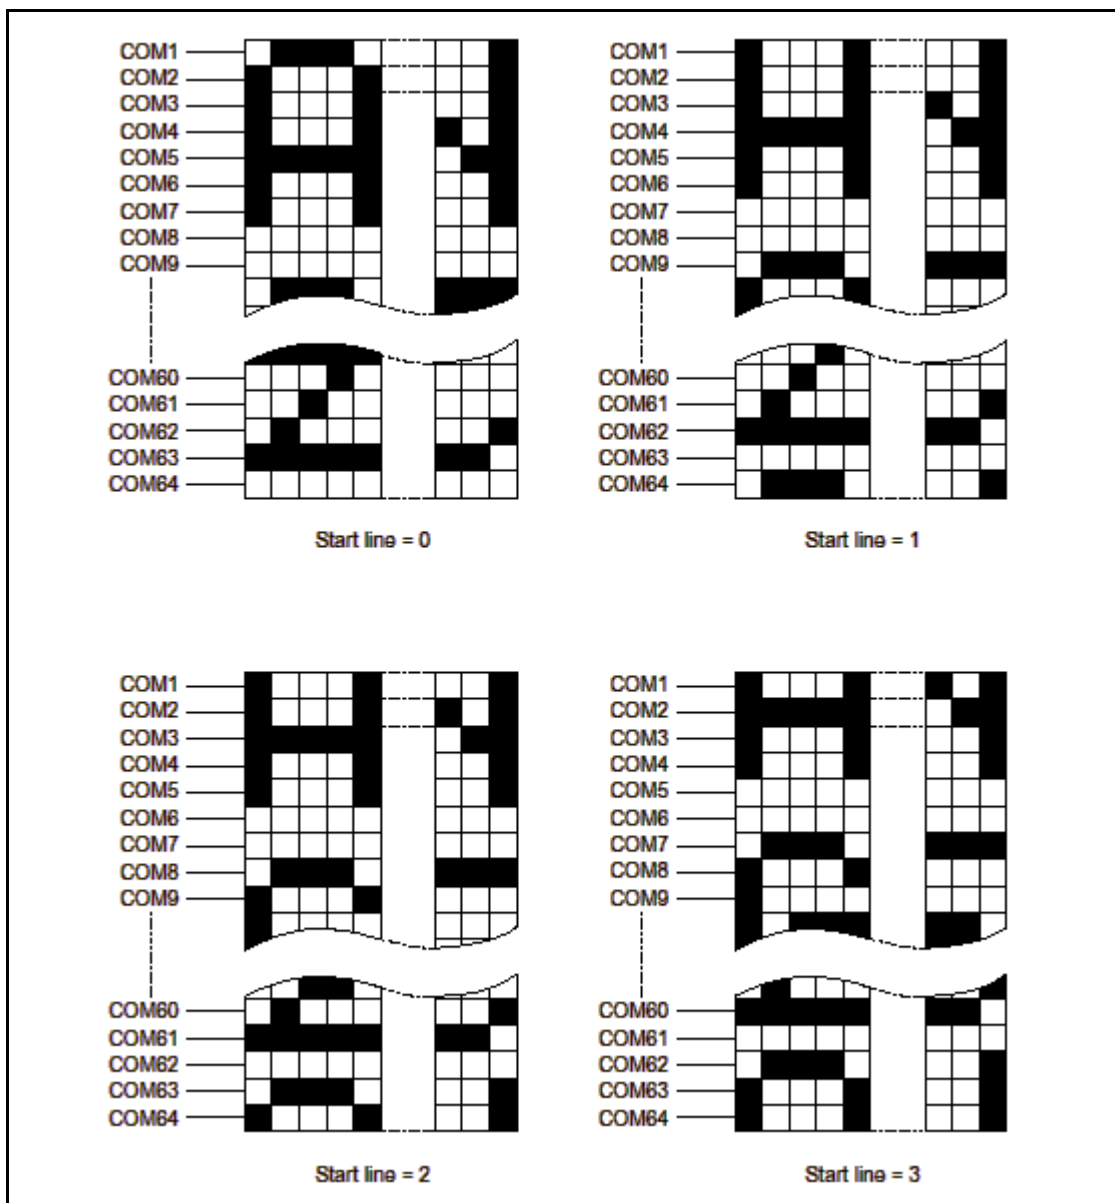 COM1
COM2
COM3
COM4
COM5
COM6
COM7
COM8
COM9
COM60
COM61
COM62
COM63
COM64
Start line = 0
COM1
COM2
COM3
COM4
COM5
COM6
COM7
COM8
COM9
COM60
COM61
COM62
COM63
COM64
Start line = 1
COM1
COM2
COM3
COM4
COM5
COM6
COM7
COM8
COM9
COM60
COM61
COM62
COM63
COM64
Start line = 2
COM1
COM2
COM3
COM4
COM5
COM6
COM7
COM8
COM9
COM60
COM61
COM62
COM63
COM64
Start line = 3